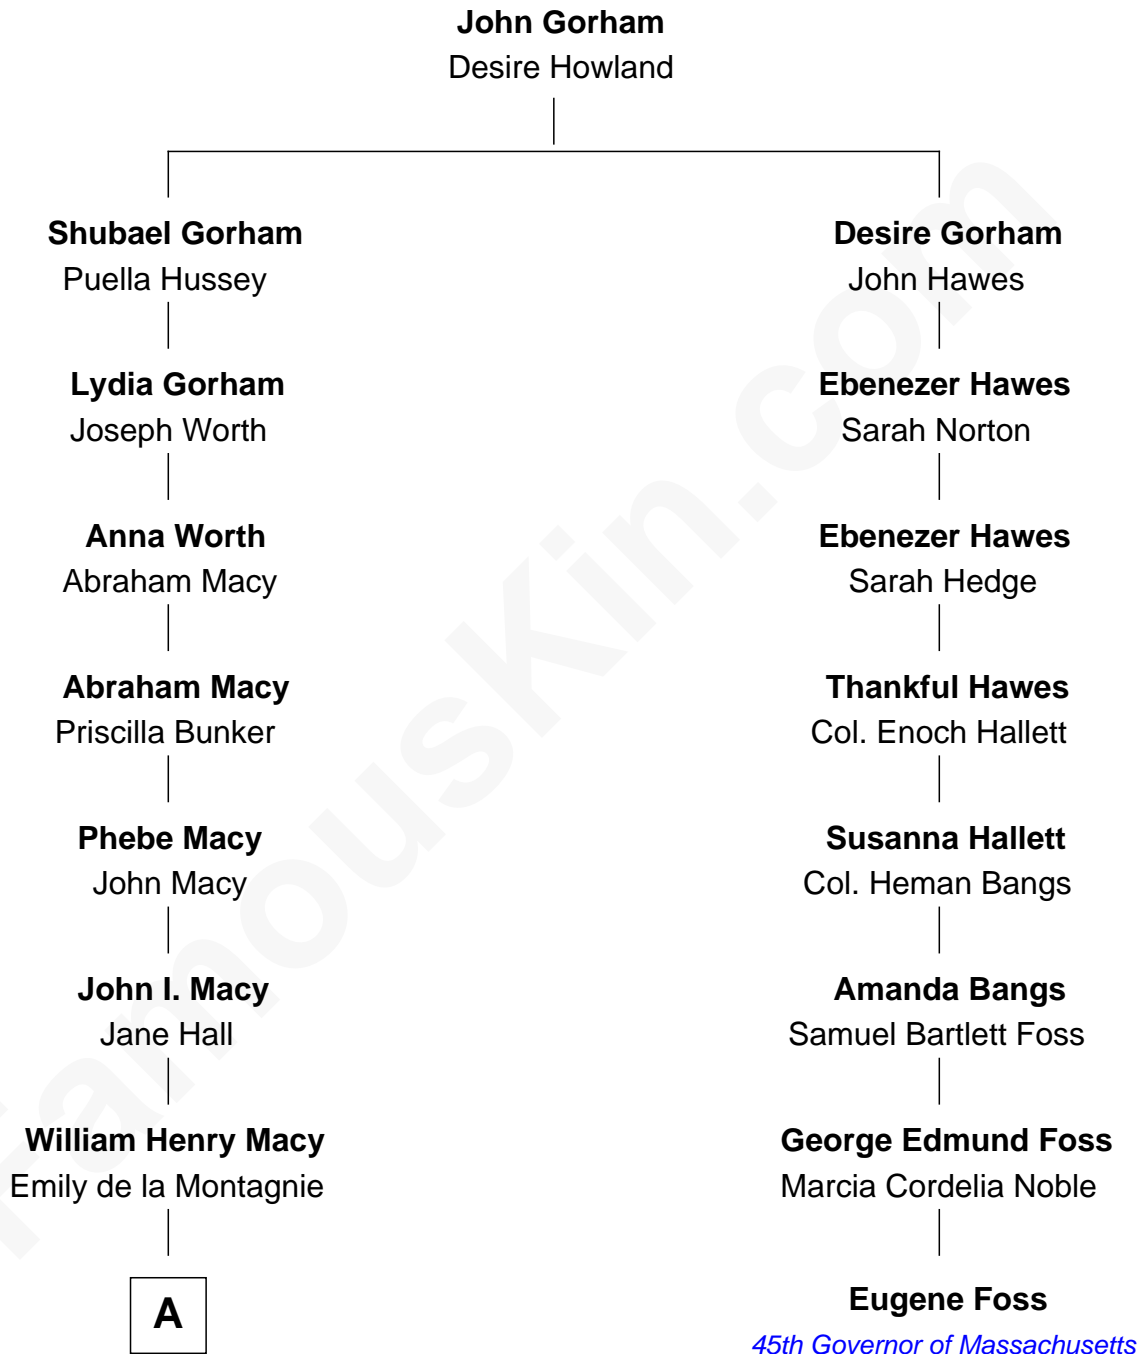 John Gorham
Desire Howland
Shubael Gorham
Puella Hussey
Desire Gorham
John Hawes
Lydia Gorham
Joseph Worth
Ebenezer Hawes
Sarah Norton
Anna Worth
Abraham Macy
Ebenezer Hawes
Sarah Hedge
Abraham Macy
Priscilla Bunker
Thankful Hawes
Col. Enoch Hallett
Phebe Macy
John Macy
Susanna Hallett
Col. Heman Bangs
John I. Macy
Jane Hall
Amanda Bangs
Samuel Bartlett Foss
William Henry Macy
Emily de la Montagnie
George Edmund Foss
Marcia Cordelia Noble
A
Eugene Foss
45th Governor of Massachusetts
FamousKin.com